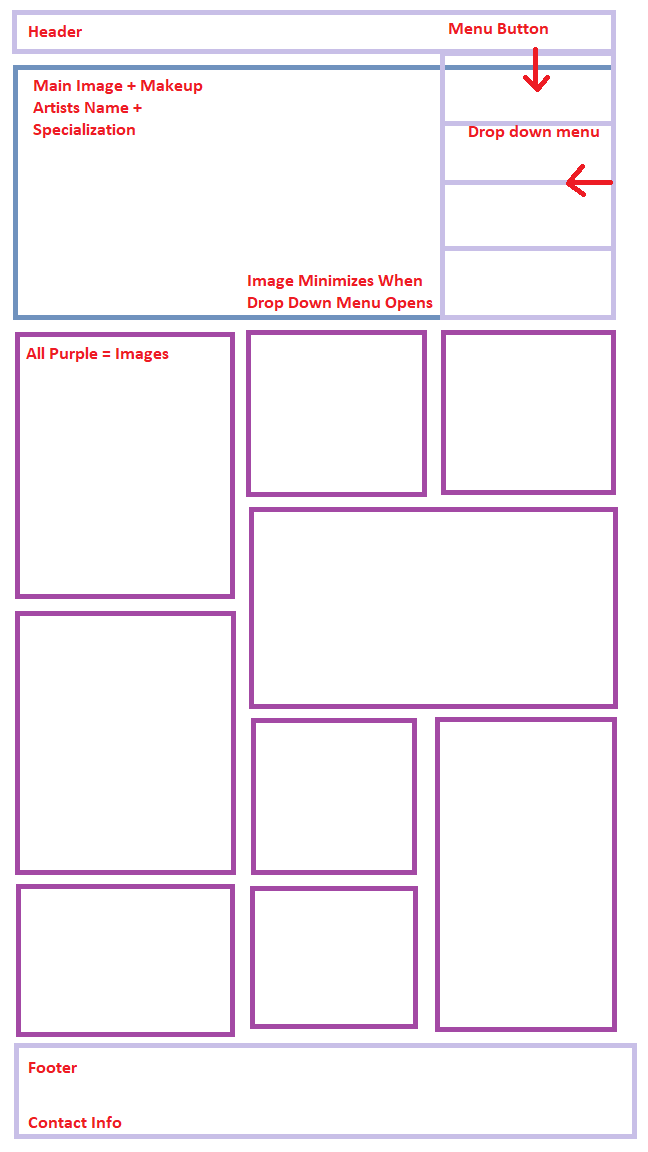 Header
Menu Button
Main Image + Makeup
Artists Name +
Specialization
Drop down menu
Image Minimizes When
Drop Down Menu Opens
All Purple = Images
Footer
Contact Info